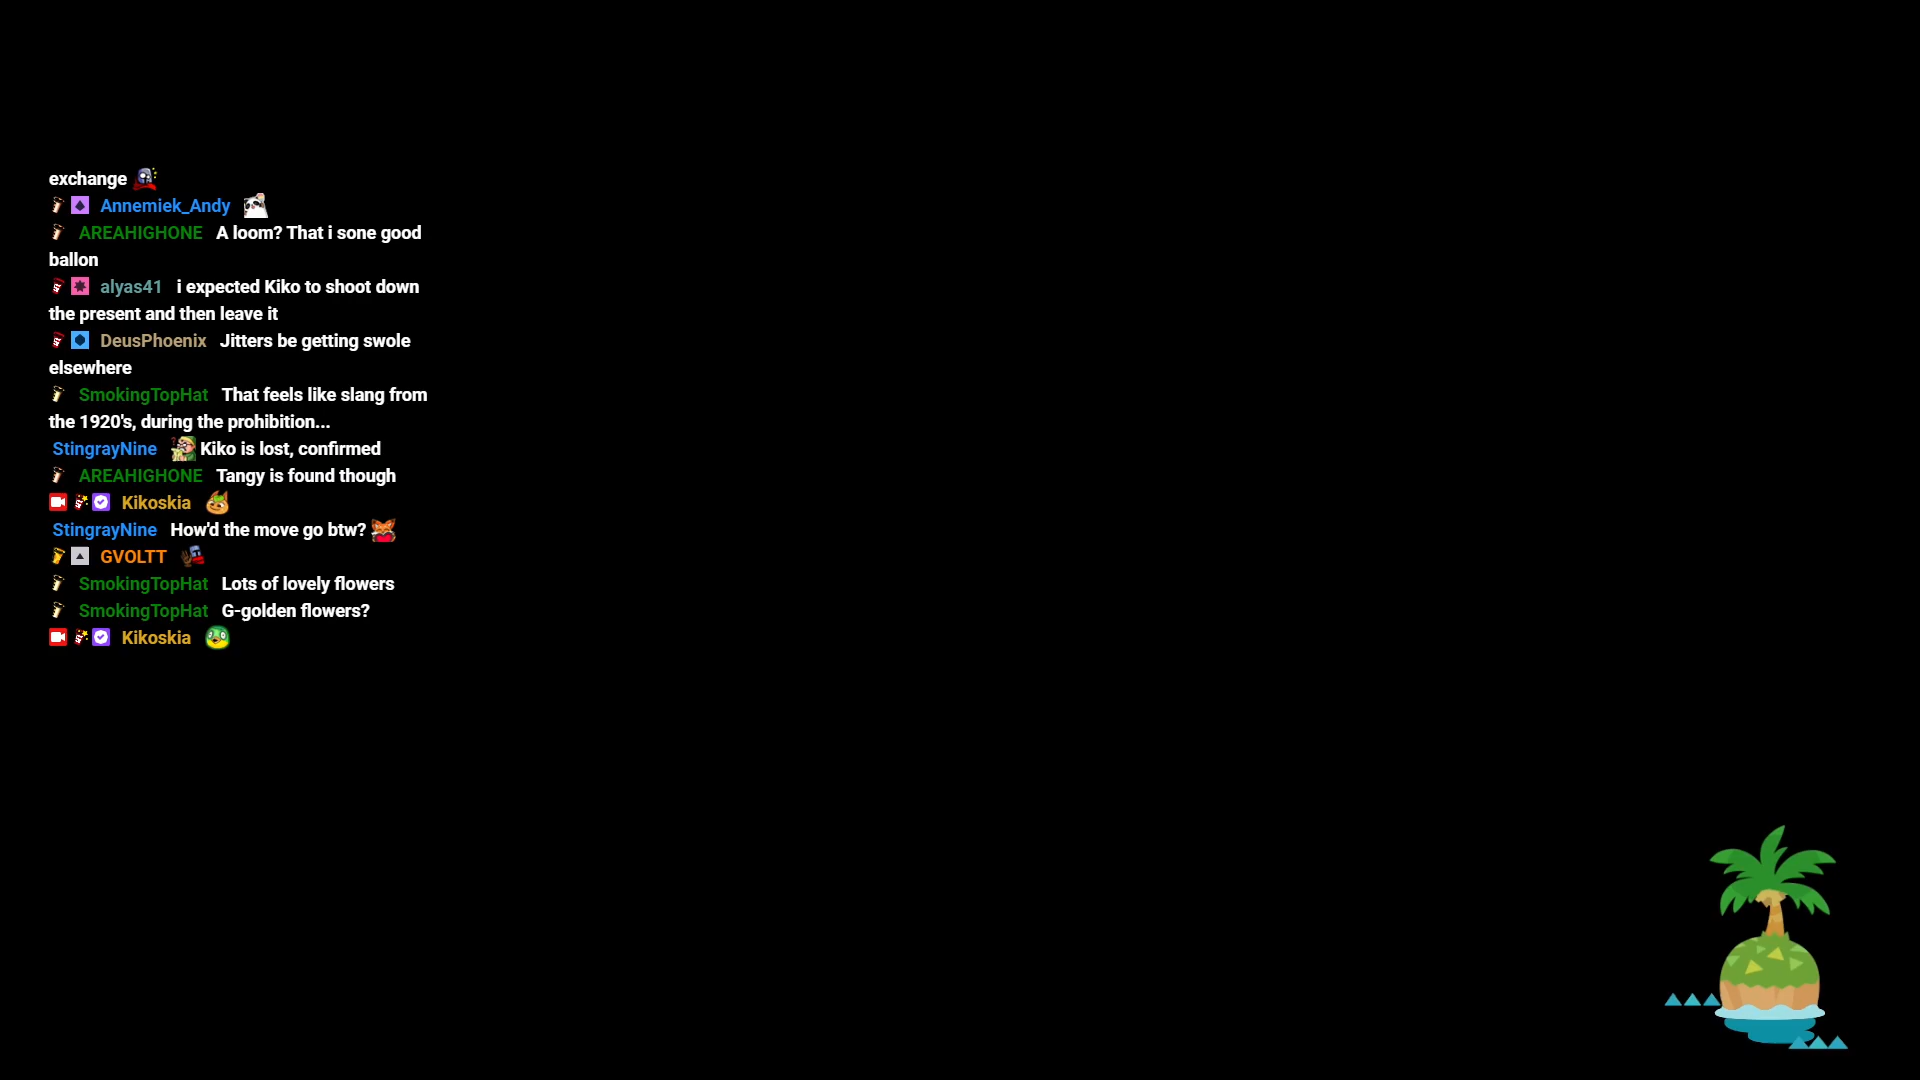 exchange
Annemiek_Andy
AREAHIGHONE A loom? That i sone good
ballon
alyas41 i expected Kiko to shoot down
the present and then leave it
DeusPhoenix Jitters be getting swole
elsewhere
SmokingTopHat That feels like slang from
the 1920's, during the prohibition...
StingrayNine Kiko is lost, confirmed
AREAHIGHONE Tangy is found though
Kikoskia
StingrayNine How'd the move go btw?
GVOLTT
SmokingTopHat Lots of lovely flowers
SmokingTopHat G-golden flowers?
Kikoskia